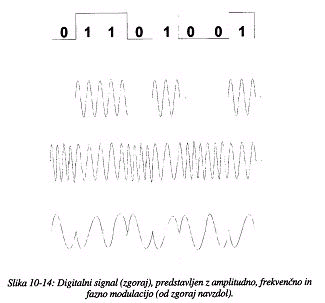 0 1 1 0 1 0 0 1
Slika 10-14: Digitalni signal (zgoraj), predstavljen z amplitudno, frekvenčno in
fazno modulacijo (od zgoraj navzdol).